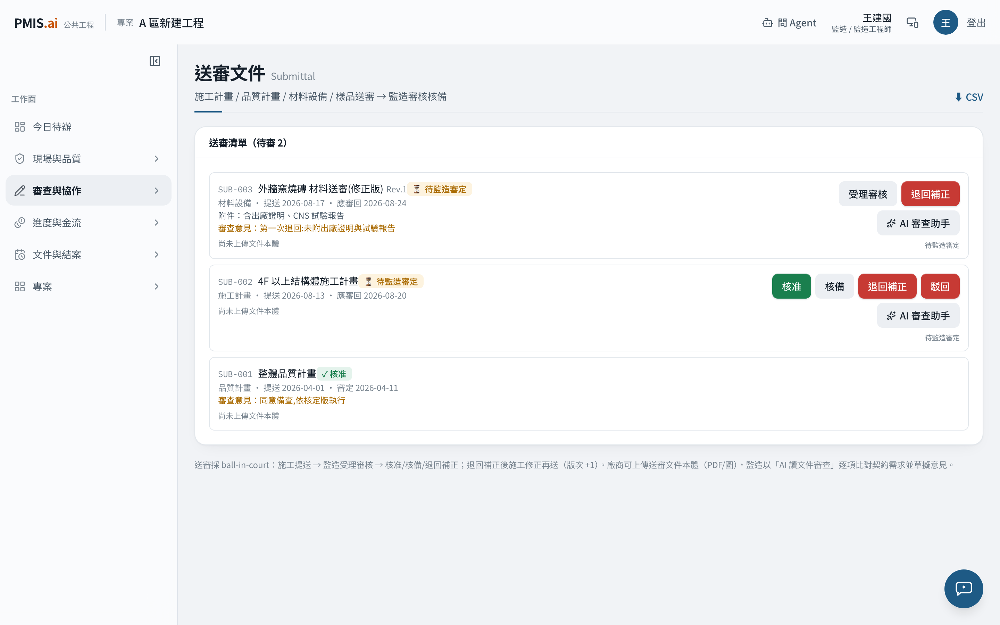 PMIS.ai 公共工程 專案 A 區新建工程 問 Agent 王建國 王 登出
監造 / 監造工程師
工作面
今日待辦
現場與品質
審查與協作
進度與金流
文件與結案
專案
送審文件 Submittal
施工計畫 / 品質計畫 / 材料設備 / 樣品送審 → 監造審核核備
⬇ CSV
送審清單（待審 2）
SUB-003 外牆窯燒磚 材料送審(修正版) Rev.1 ⏳ 待監造審定
材料設備 · 提送 2026-08-17 · 應審回 2026-08-24
附件：含出廠證明、CNS 試驗報告
審查意見：第一次退回:未附出廠證明與試驗報告
尚未上傳文件本體
受理審核 退回補正
AI 審查助手
待監造審定
SUB-002 4F 以上結構體施工計畫 ⏳ 待監造審定
施工計畫 · 提送 2026-08-13 · 應審回 2026-08-20
尚未上傳文件本體
核准 核備 退回補正 駁回
AI 審查助手
待監造審定
SUB-001 整體品質計畫 ✓ 核准
品質計畫 · 提送 2026-04-01 · 審定 2026-04-11
審查意見：同意備查,依核定版執行
尚未上傳文件本體
送審採 ball-in-court：施工提送 → 監造受理審核 → 核准/核備/退回補正；退回補正後施工修正再送（版次 +1）。廠商可上傳送審文件本體（PDF/圖），監造以「AI 讀文件審查」逐項比對契約需求並草擬意見。